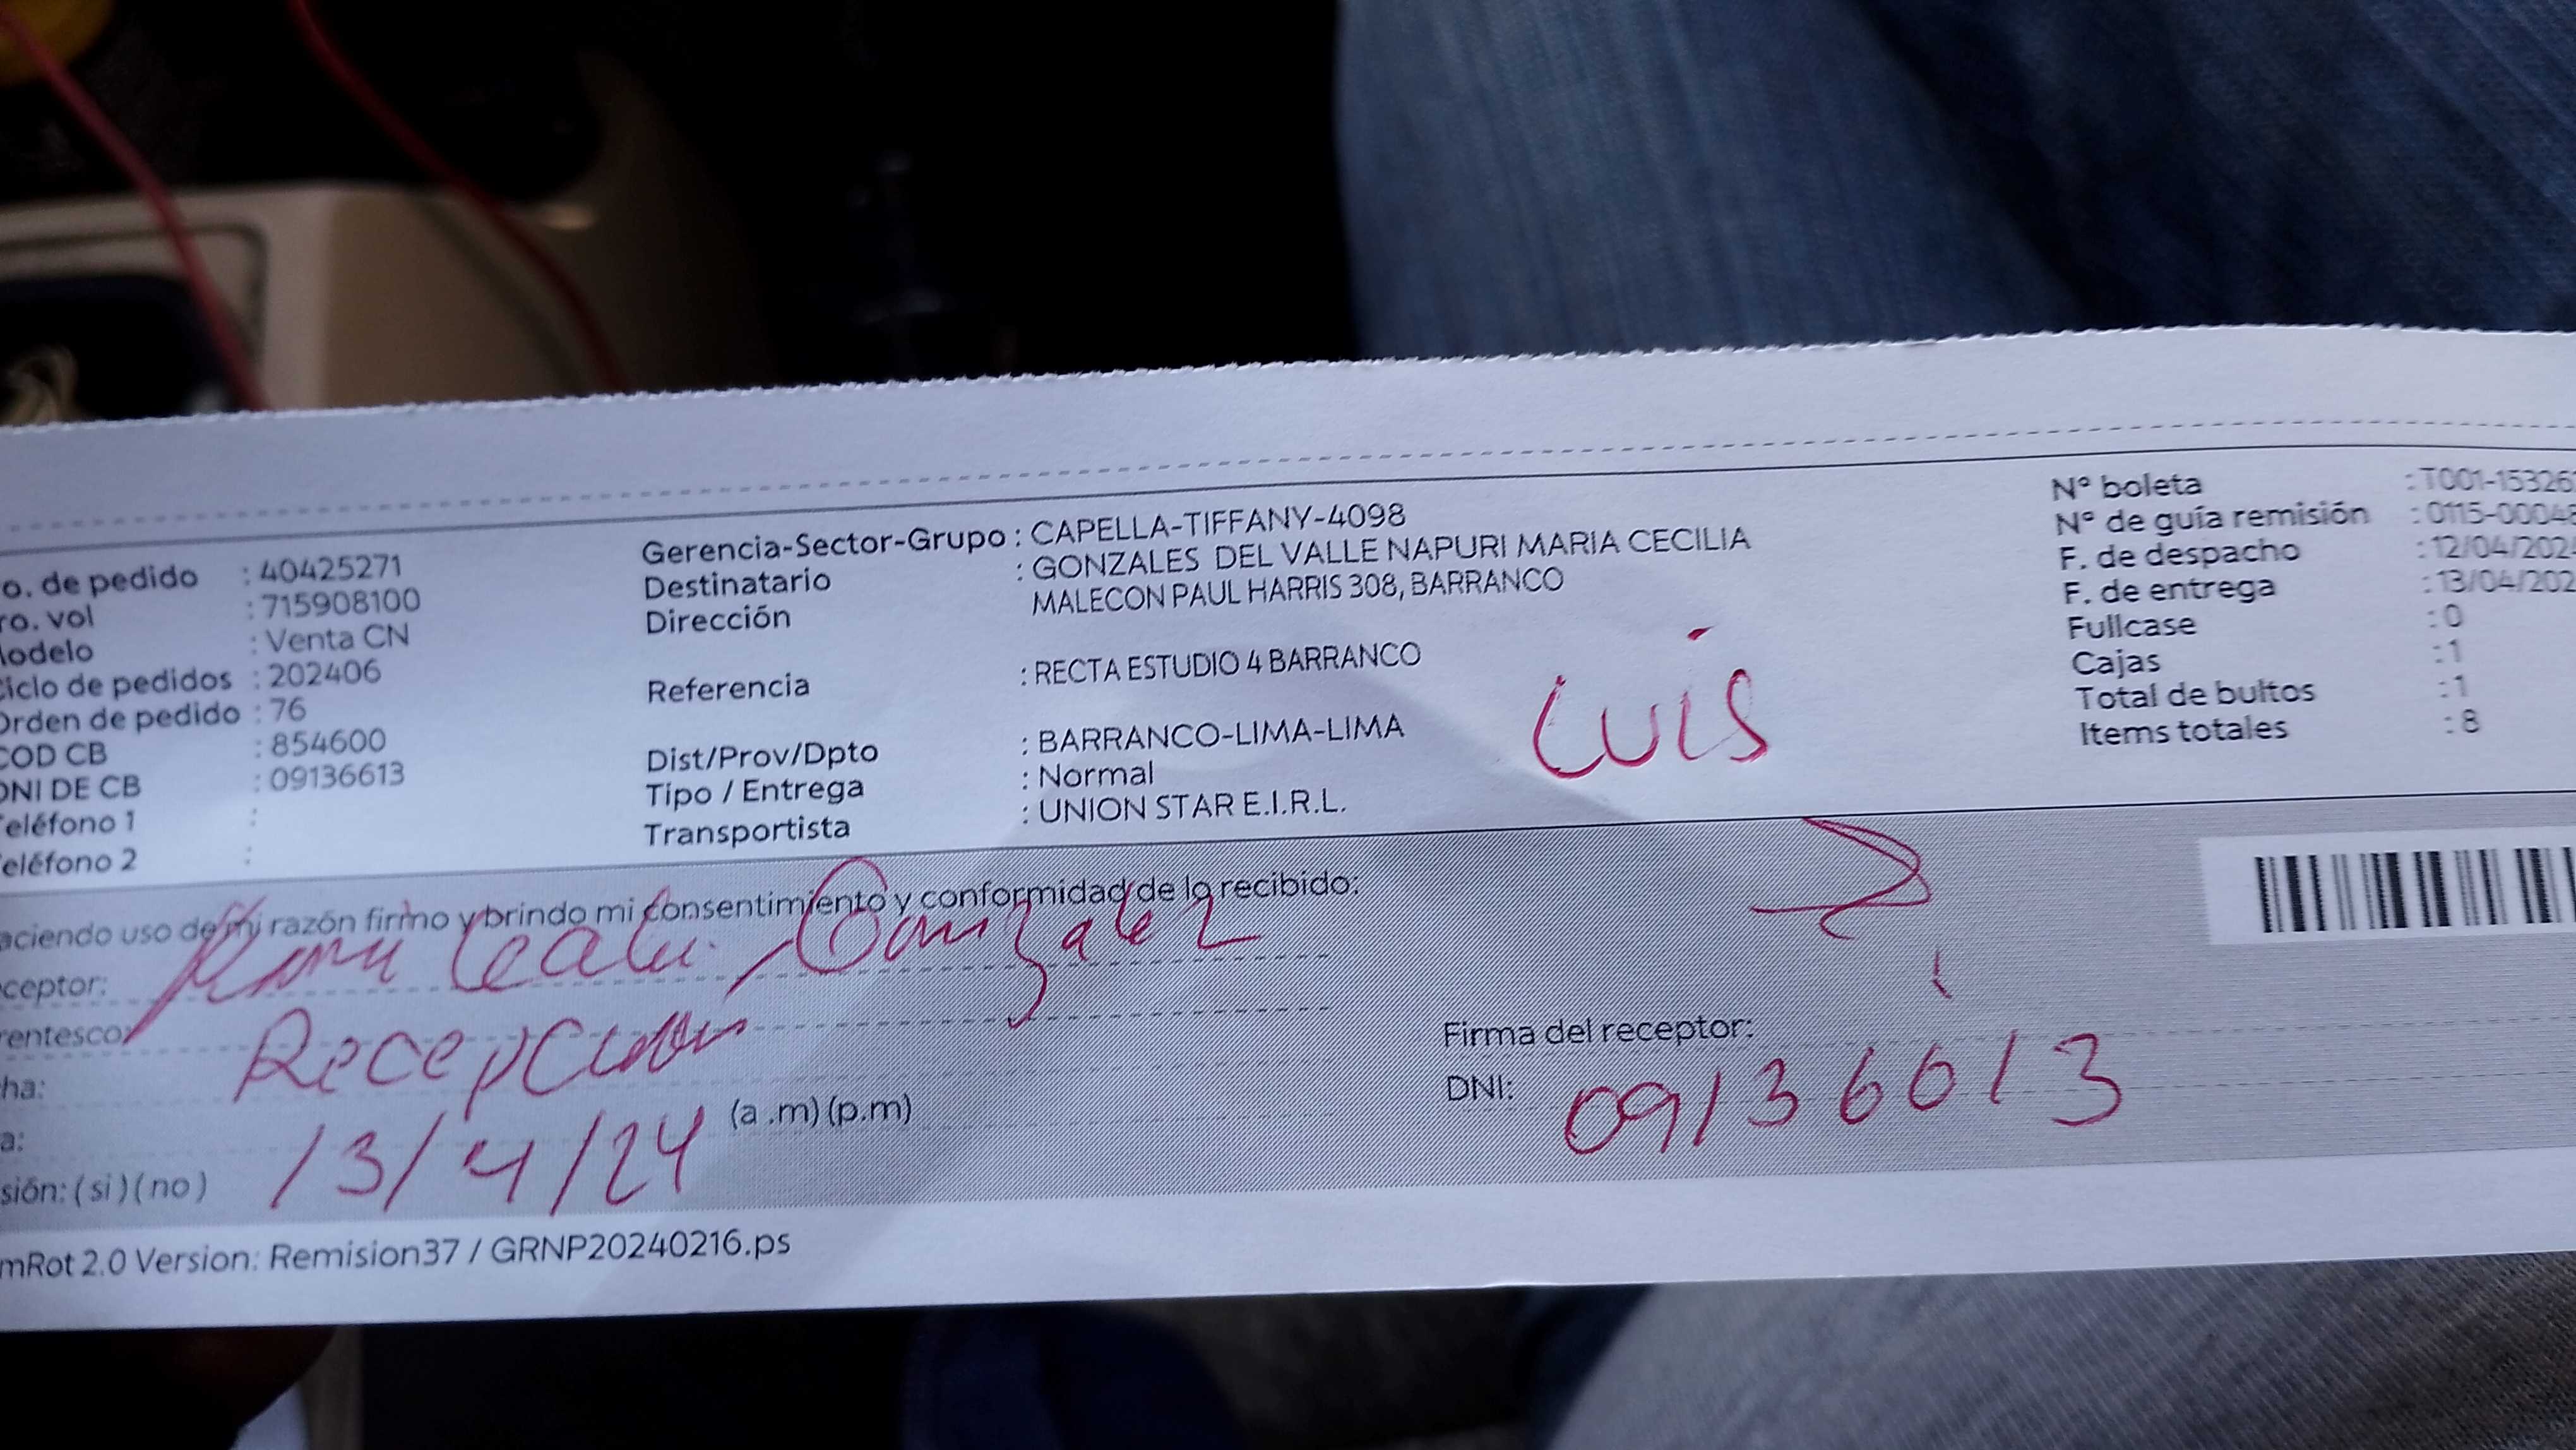 o. de pedido : 40425271
ro. vol : 715908100
lodelo : Venta CN
Ciclo de pedidos : 202406
Orden de pedido : 76
COD CB : 854600
DNI DE CB : 09136613
Teléfono 1 :
eléfono 2 :
Gerencia-Sector-Grupo : CAPELLA-TIFFANY-4098
Destinatario : GONZALES DEL VALLE NAPURI MARIA CECILIA
Dirección MALECON PAUL HARRIS 308, BARRANCO
Referencia : RECTA ESTUDIO 4 BARRANCO
Dist/Prov/Dpto : BARRANCO-LIMA-LIMA
Tipo / Entrega : Normal
Transportista : UNION STAR E.I.R.L.
LUIS
N° boleta : T001-15326
N° de guía remisión : 0115-0004
F. de despacho : 12/04/202
F. de entrega : 13/04/202
Fullcase : 0
Cajas : 1
Total de bultos : 1
Items totales : 8
aciendo uso de mi razón firmo y brindo mi consentimiento y conformidad de lo recibido:
ceptor: Gonzalez
rentesco:
ha:
a: 13/4/24 (a .m) (p.m)
sión: ( si ) ( no )
Firma del receptor:
DNI: 09136613
mRot 2.0 Version: Remision37 / GRNP20240216.ps